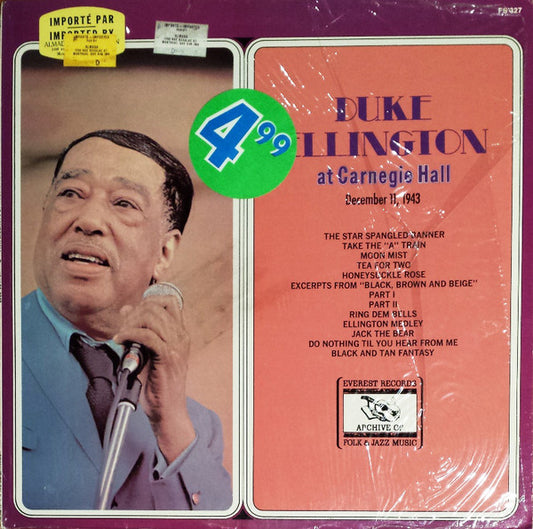 FS-327
IMPORTÉ PAR
IMPORTED BY
4 99
DUKE
ELLINGTON
at Carnegie Hall
December 11, 1943
THE STAR SPANGLED BANNER
TAKE THE "A" TRAIN
MOON MIST
TEA FOR TWO
HONEYSUCKLE ROSE
EXCERPTS FROM "BLACK, BROWN AND BEIGE"
PART I
PART II
RING DEM BELLS
ELLINGTON MEDLEY
JACK THE BEAR
DO NOTHING TIL YOU HEAR FROM ME
BLACK AND TAN FANTASY
EVEREST RECORDS
ARCHIVE OF
FOLK & JAZZ MUSIC